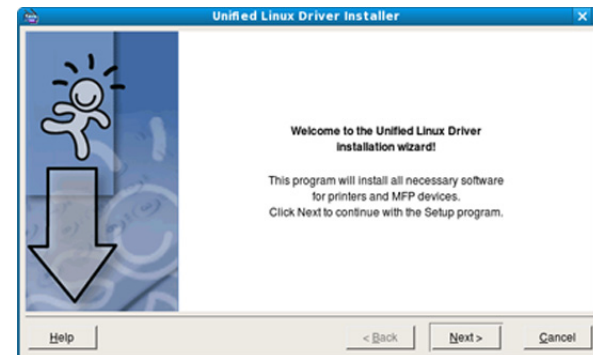 Unified Linux Driver Installer
Welcome to the Unified Linux Driver
installation wizard!
This program will install all necessary software
for printers and MFP devices.
Click Next to continue with the Setup program.
Help
< Back
Next >
Cancel